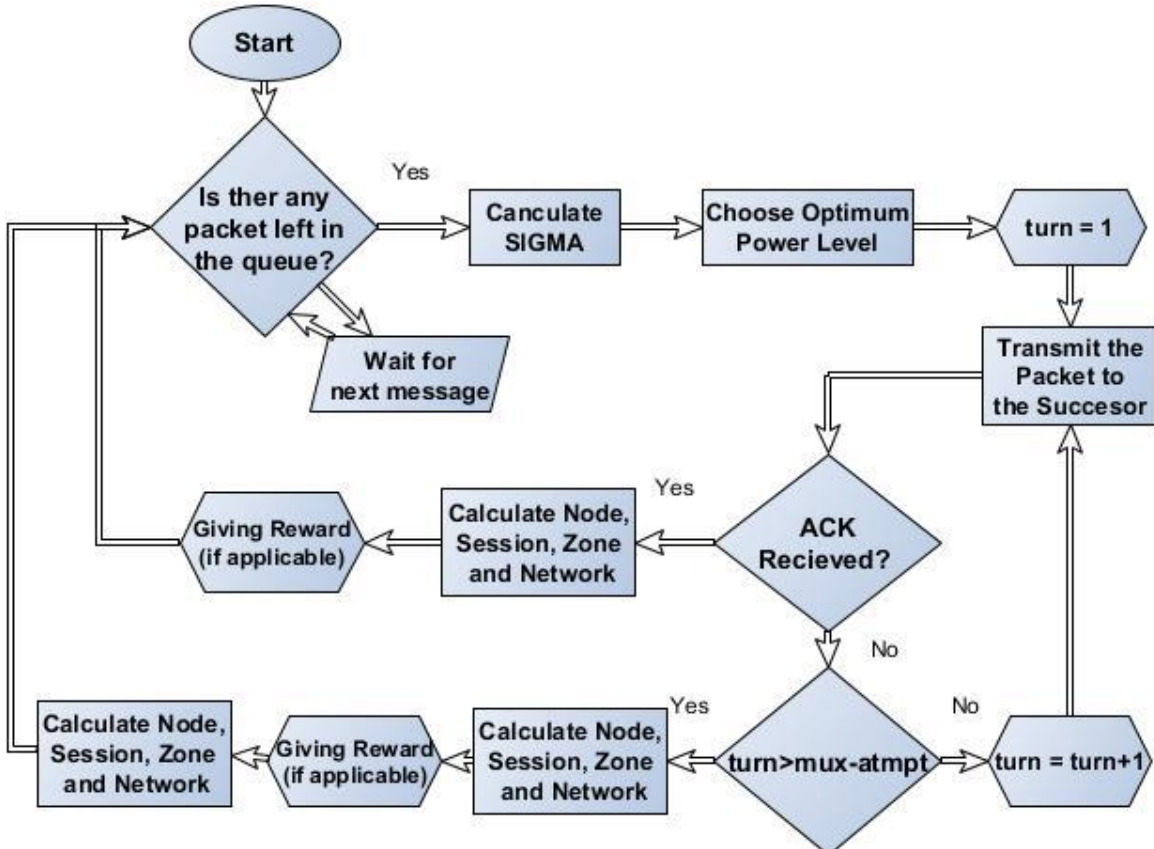 Start
Is ther any
packet left in
the queue?
Yes
Canculate
SIGMA
Choose Optimum
Power Level
turn = 1
Wait for
next message
Transmit the
Packet to
the Succesor
ACK
Recieved?
Yes
Calculate Node,
Session, Zone
and Network
Giving Reward
(if applicable)
No
turn>mux-atmpt
Yes
Calculate Node,
Session, Zone
and Network
Giving Reward
(if applicable)
Calculate Node,
Session, Zone
and Network
No
turn = turn+1